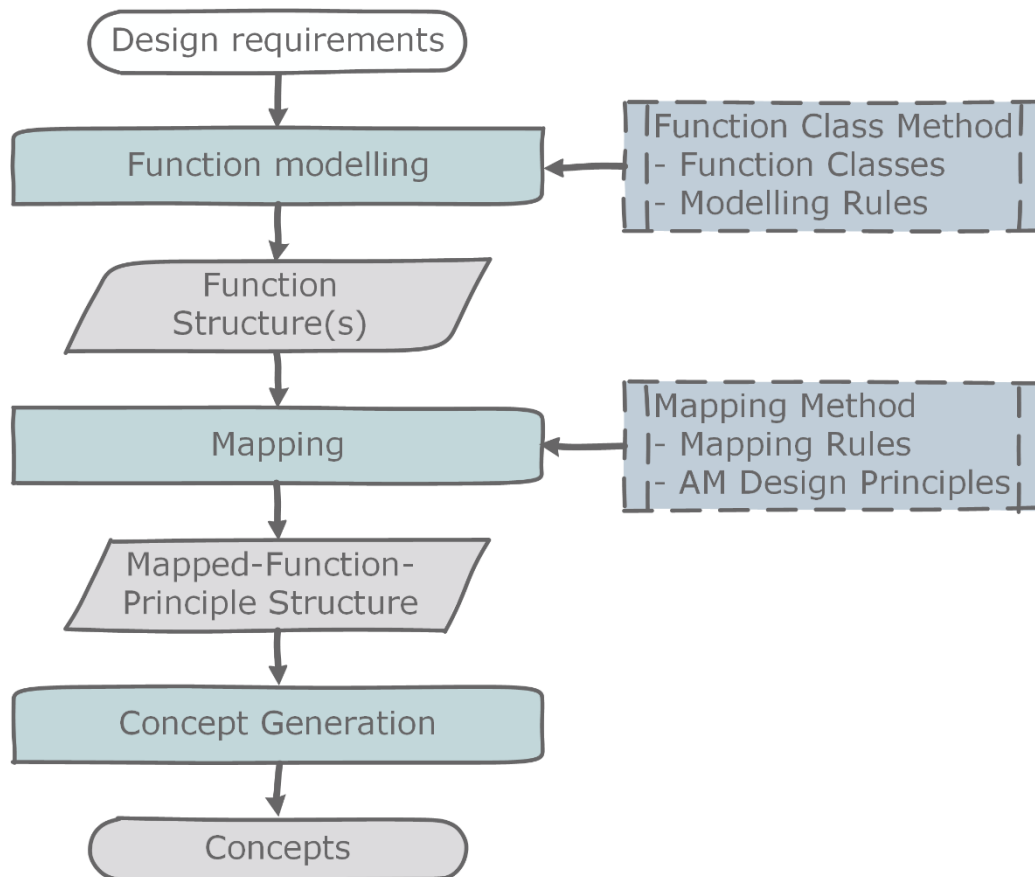 Design requirements
Function modelling
Function Class Method
- Function Classes
- Modelling Rules
Function
Structure(s)
Mapping
Mapping Method
- Mapping Rules
- AM Design Principles
Mapped-Function-
Principle Structure
Concept Generation
Concepts